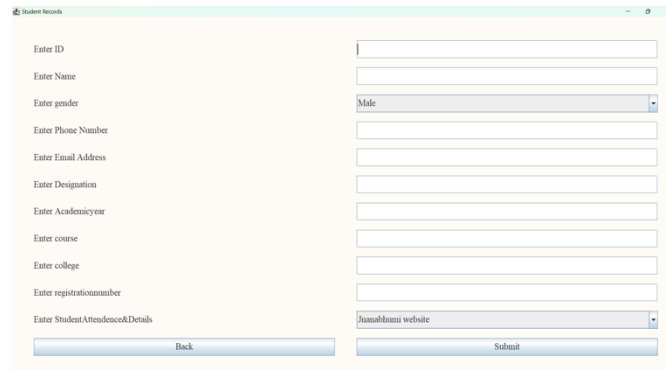 Student Records
Enter ID
Enter Name
Enter gender Male
Enter Phone Number
Enter Email Address
Enter Designation
Enter Academicyear
Enter course
Enter college
Enter registrationnumber
Enter StudentAttendence&Details Jnanabhumi website
Back Submit